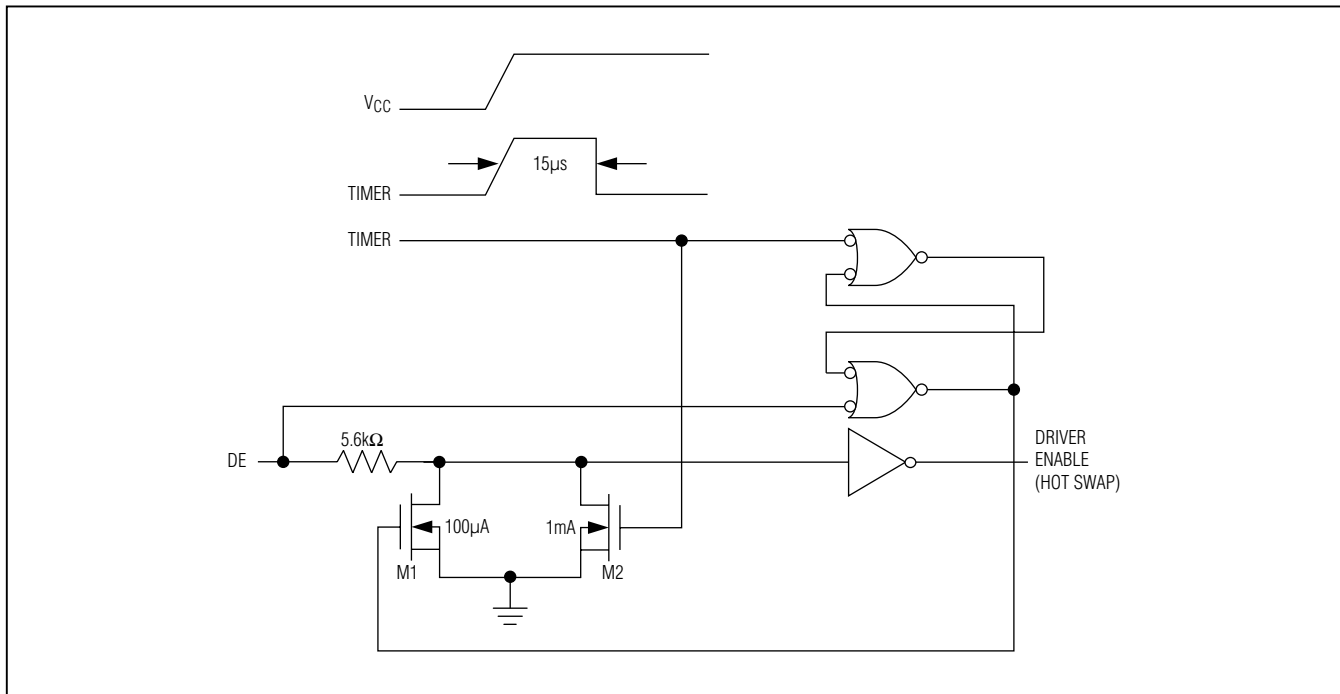 VCC
15µs
TIMER
TIMER
5.6kΩ
DE
DRIVER
ENABLE
(HOT SWAP)
100µA
1mA
M1
M2